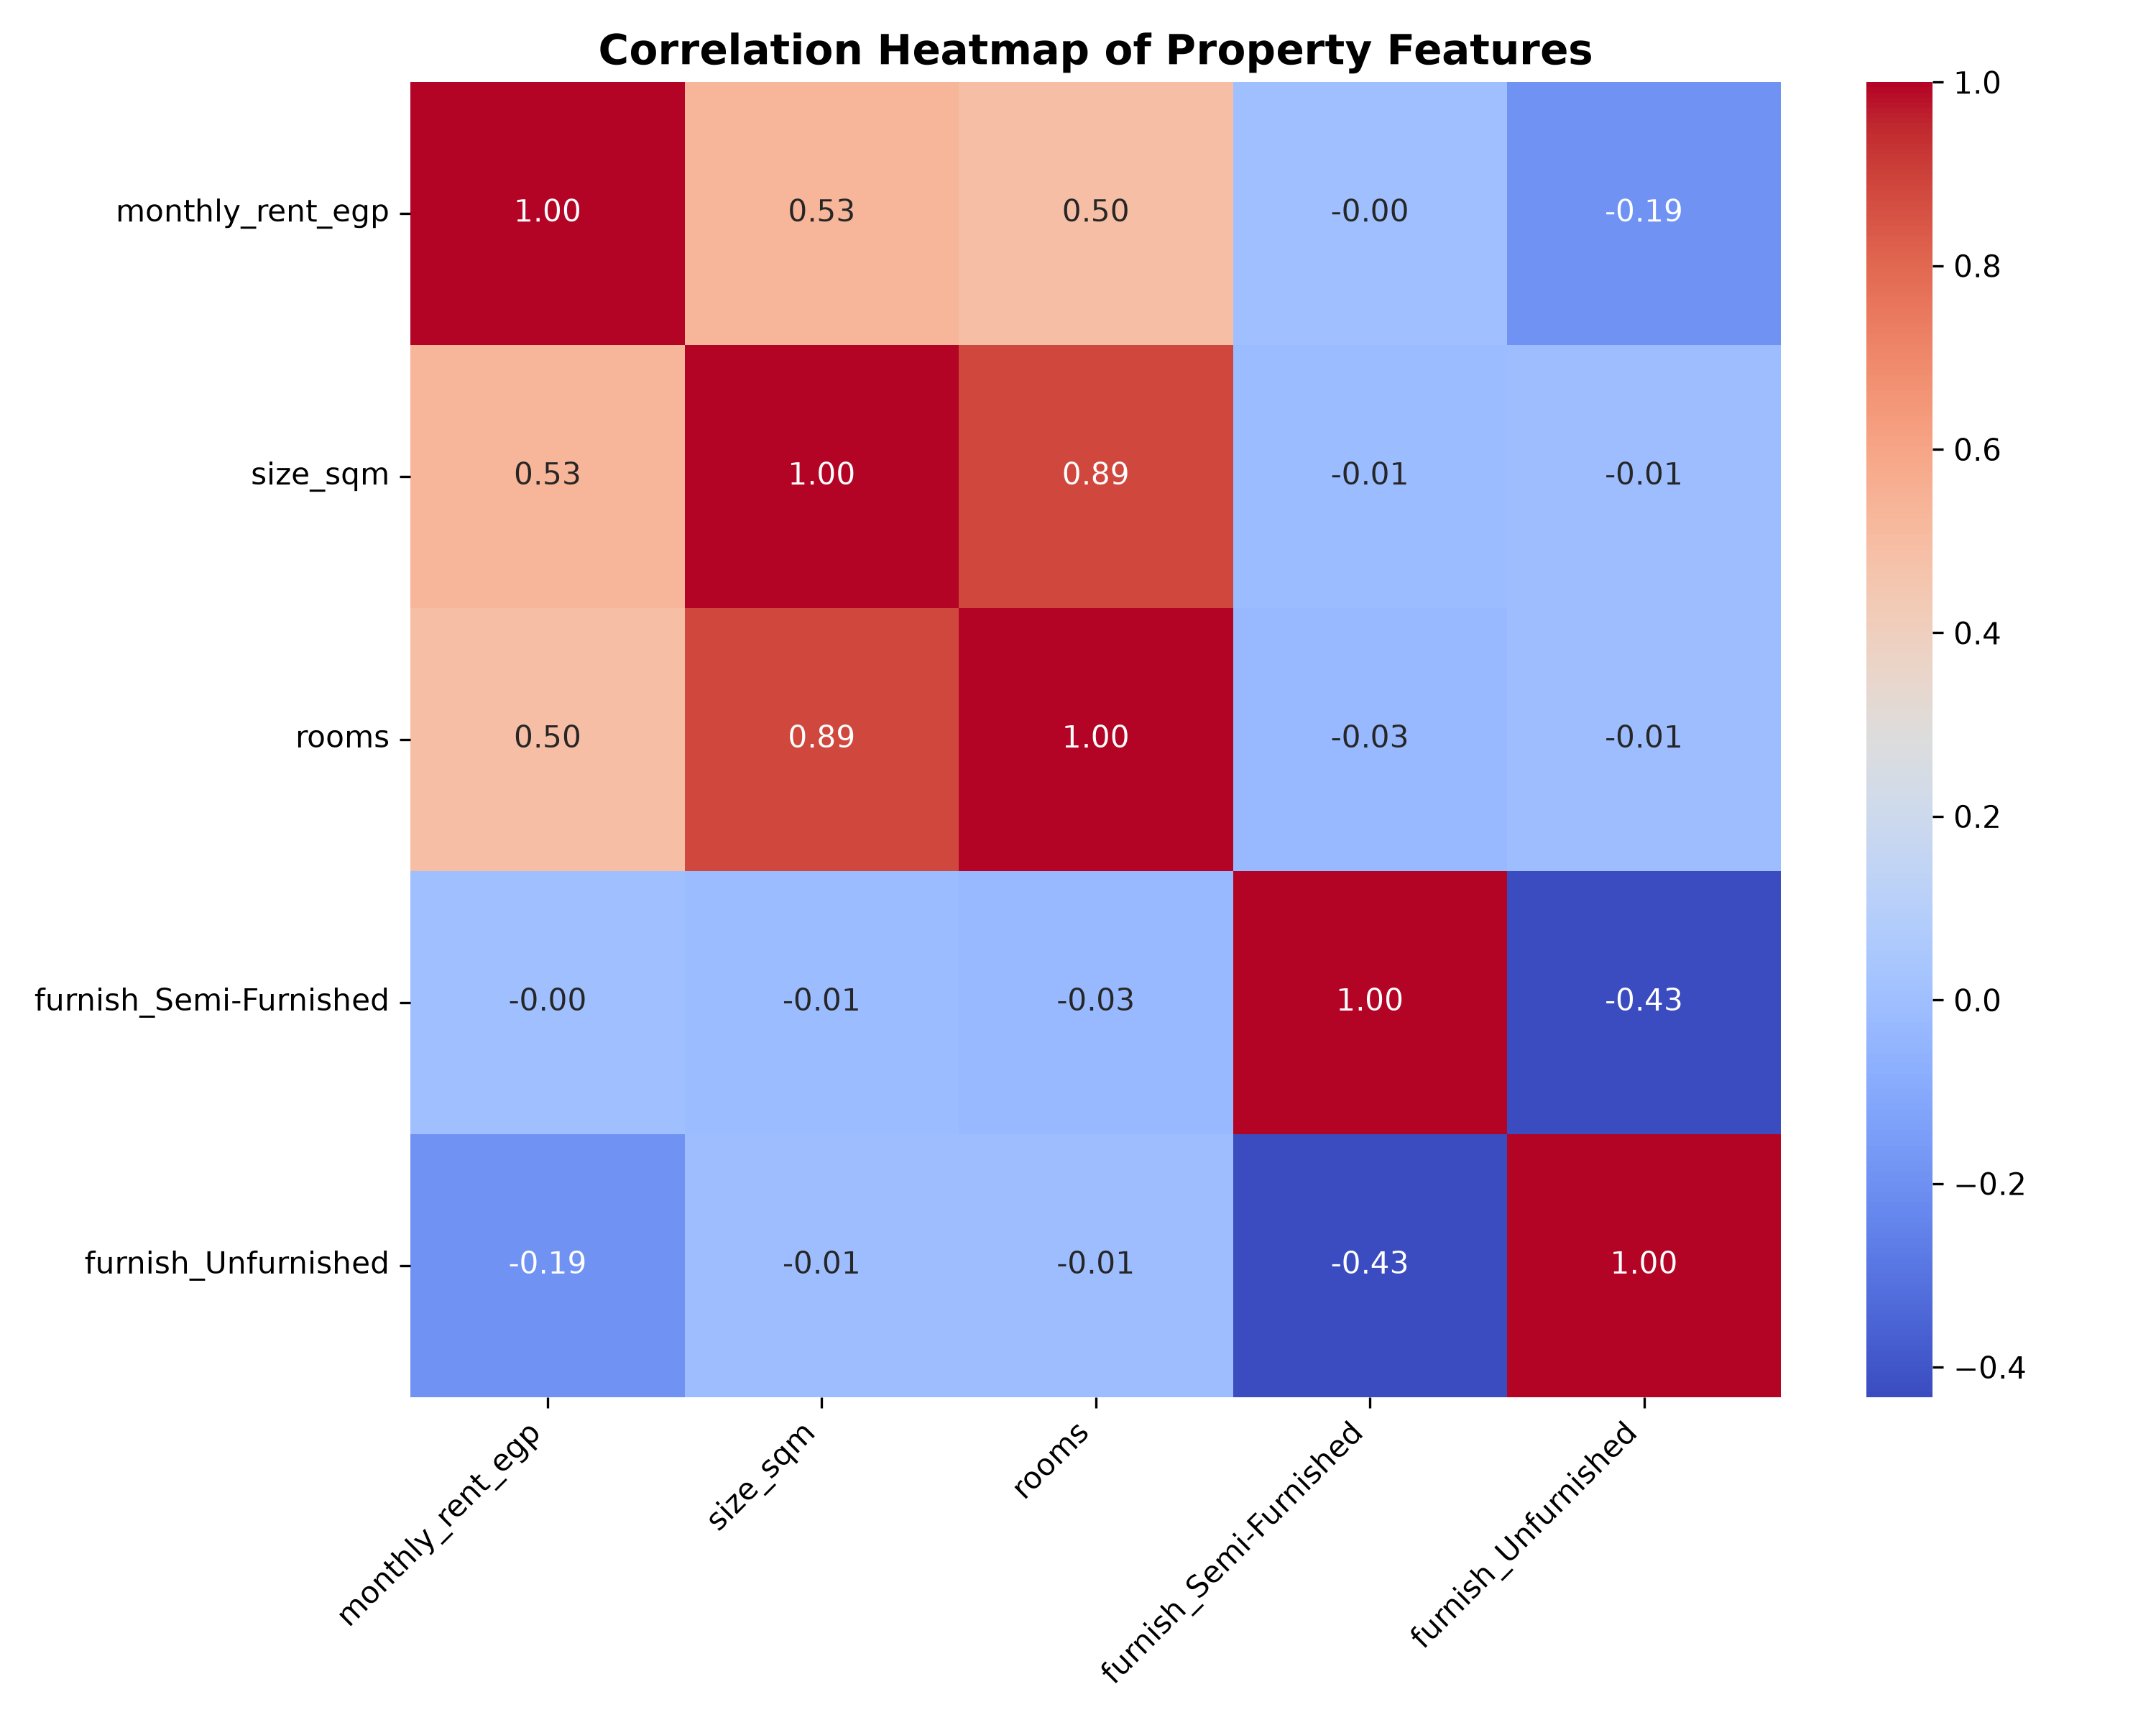 Correlation Heatmap of Property Features
monthly_rent_egp 1.00 0.53 0.50 -0.00 -0.19
size_sqm 0.53 1.00 0.89 -0.01 -0.01
rooms 0.50 0.89 1.00 -0.03 -0.01
furnish_Semi-Furnished -0.00 -0.01 -0.03 1.00 -0.43
furnish_Unfurnished -0.19 -0.01 -0.01 -0.43 1.00
monthly_rent_egp
size_sqm
rooms
furnish_Semi-Furnished
furnish_Unfurnished
1.0
0.8
0.6
0.4
0.2
0.0
−0.2
−0.4